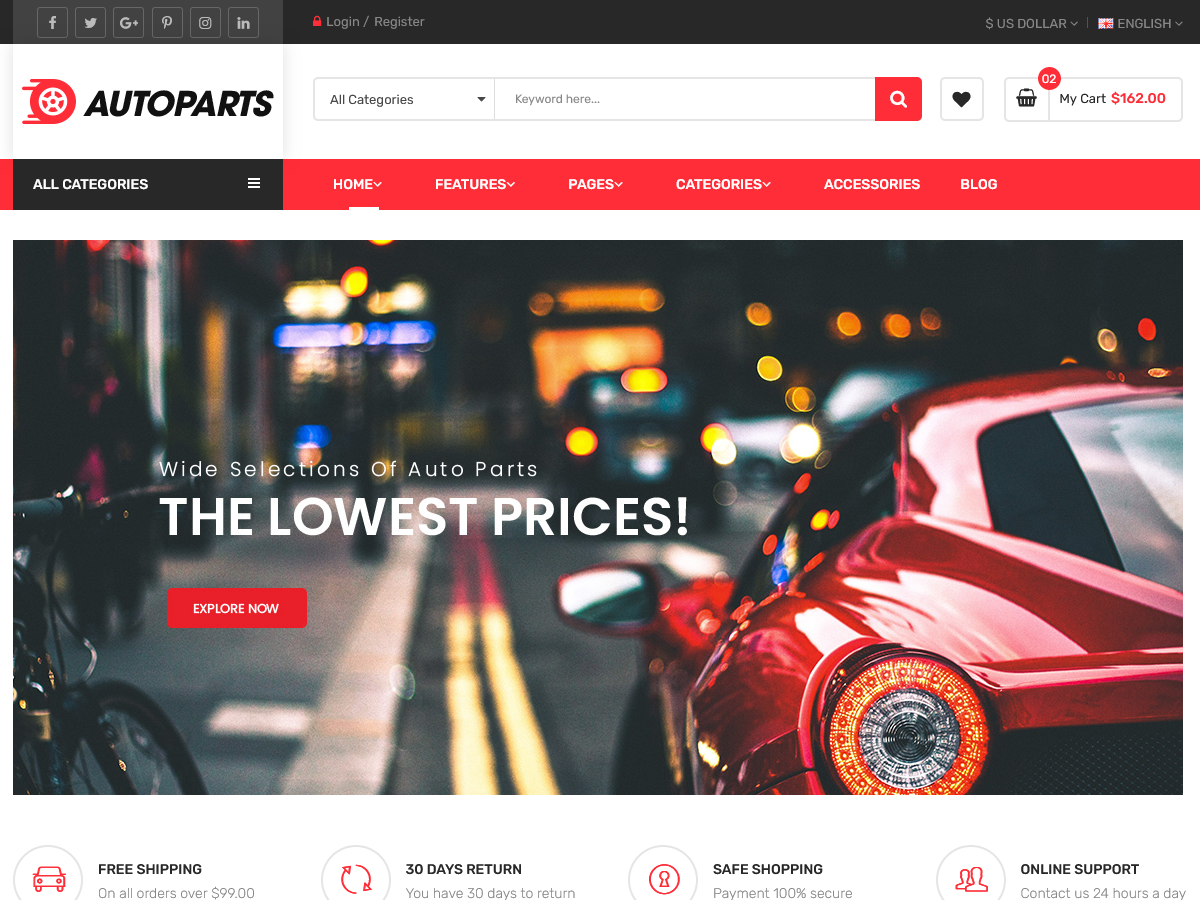 Login / Register
$ US DOLLAR
ENGLISH
AUTOPARTS
All Categories
Keyword here...
02
My Cart $162.00
ALL CATEGORIES
HOME
FEATURES
PAGES
CATEGORIES
ACCESSORIES
BLOG
Wide Selections Of Auto Parts
THE LOWEST PRICES!
EXPLORE NOW
FREE SHIPPING
On all orders over $99.00
30 DAYS RETURN
You have 30 days to return
SAFE SHOPPING
Payment 100% secure
ONLINE SUPPORT
Contact us 24 hours a day